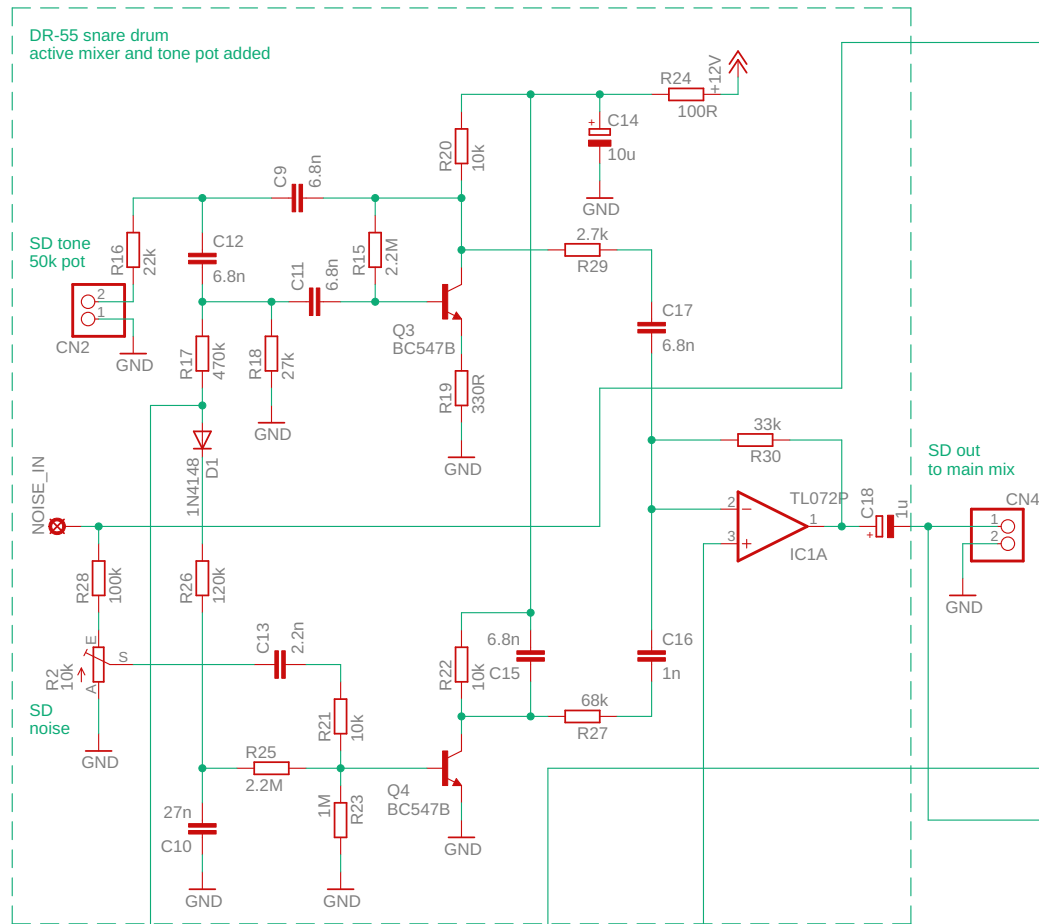 DR-55 snare drum
active mixer and tone pot added
R24
100R
+12V
+
C14
10u
GND
R20
10k
C9
6.8n
SD tone
50k pot
R16
22k
C12
6.8n
C11
6.8n
R15
2.2M
2.7k
R29
2
1
CN2
GND
R17
470k
R18
27k
GND
Q3
BC547B
R19
330R
GND
C17
6.8n
1N4148
D1
33k
R30
SD out
to main mix
NOISE_IN
2
3
TL072P
1
IC1A
C18
1u
+
CN4
1
2
GND
R28
100k
R26
120k
C13
2.2n
E
S
A
R2
10k
SD
noise
GND
R22
10k
6.8n
C15
C16
1n
68k
R27
R21
10k
R25
2.2M
Q4
BC547B
GND
1M
R23
27n
C10
GND
GND